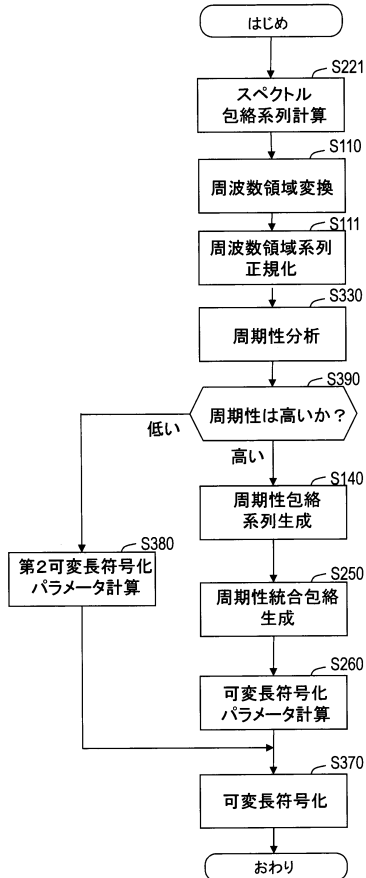 はじめ
S221
スペクトル
包絡系列計算
S110
周波数領域変換
S111
周波数領域系列
正規化
S330
周期性分析
S390
周期性は高いか？
低い
高い
S140
周期性包絡
系列生成
S380
第２可変長符号化
パラメータ計算
S250
周期性統合包絡
生成
S260
可変長符号化
パラメータ計算
S370
可変長符号化
おわり